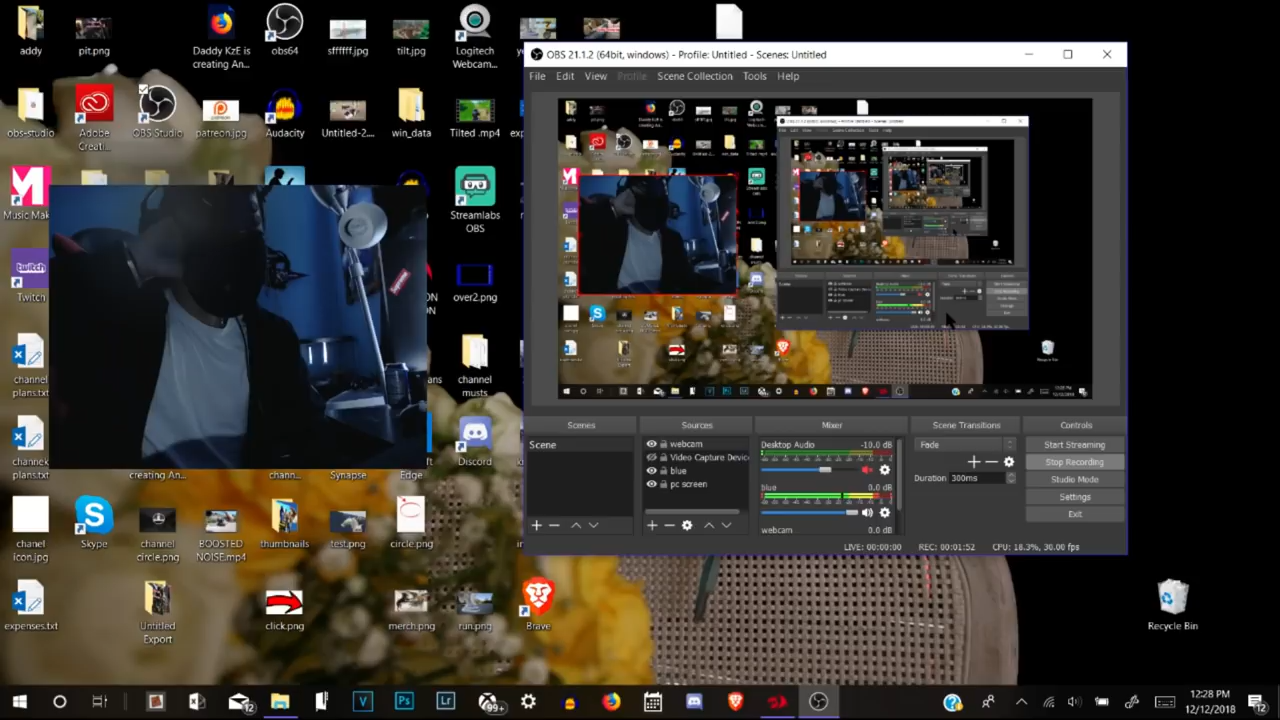 addy
pit.png
Daddy KzE is
creating An...
obs64
sffffff.jpg
tilt.jpg
Logitech
Webcam...
obs-studio
Adobe
Creati...
OBS Studio
patreon.jpg
Audacity
Untitled-2....
win_data
Tilted .mp4
Music Mak
Streamlabs
OBS
twitch
Twitch
over2.png
channel
plans.txt
channel
musts
channek
plans.txt
creating An...
chann...
Synapse
Edge
Discord
chanel
icon.jpg
Skype
channel
circle.png
BOOSTED
NOISE.mp4
thumbnails
test.png
circle.png
expenses.txt
Untitled
Export
click.png
merch.png
run.png
Brave
Recycle Bin
OBS 21.1.2 (64bit, windows) - Profile: Untitled - Scenes: Untitled
File Edit View Profile Scene Collection Tools Help
Scenes
Sources
Mixer
Scene Transitions
Controls
Scene
webcam
Video Capture Devic
blue
pc screen
Desktop Audio -10.0 dB
blue 0.0 dB
webcam 0.0 dB
Fade
Duration 300ms
Start Streaming
Stop Recording
Studio Mode
Settings
Exit
LIVE: 00:00:00 REC: 00:01:52 CPU: 18.3%, 30.00 fps
V
Ps
Lr
12
99+
12:28 PM
12/12/2018
12